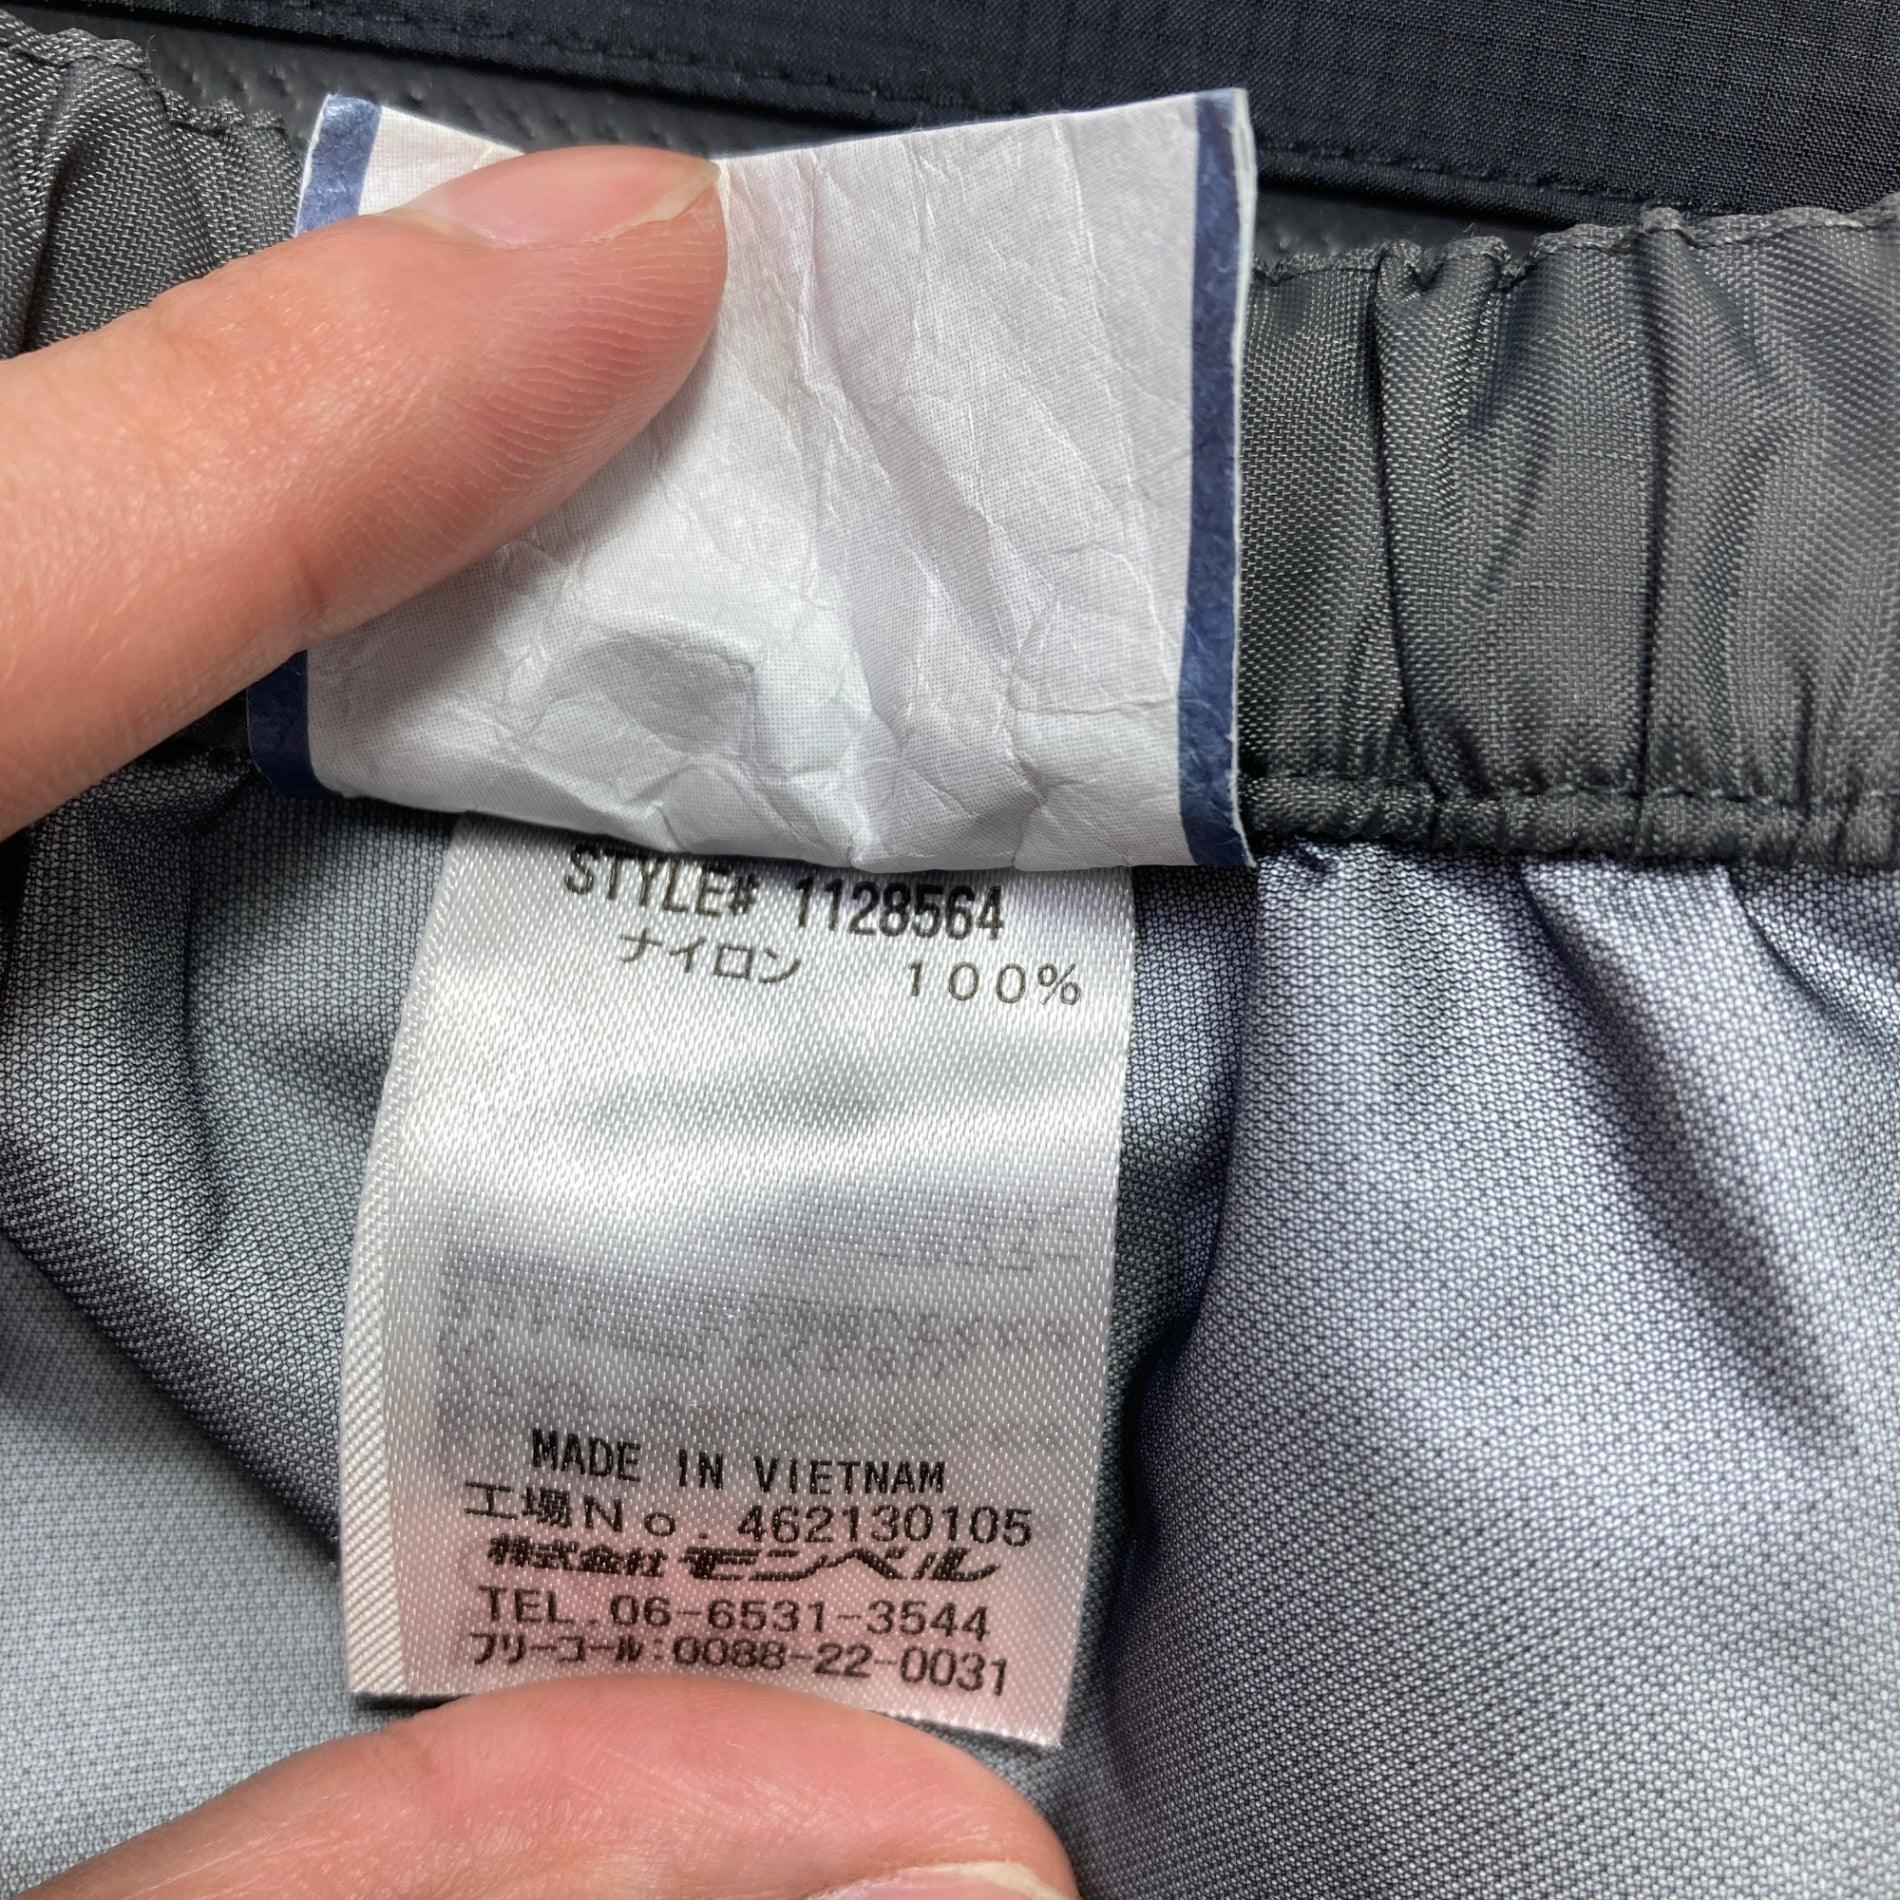 STYLE# 1128564
ナイロン 100%
MADE IN VIETNAM
工場No. 462130105
株式会社 モンベル
TEL.06-6531-3544
フリーコール:0088-22-0031